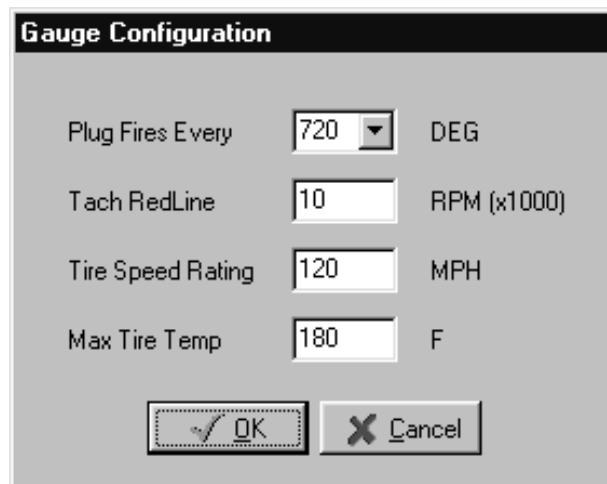 Gauge Configuration
Plug Fires Every 720 DEG
Tach RedLine 10 RPM (x1000)
Tire Speed Rating 120 MPH
Max Tire Temp 180 F
OK Cancel